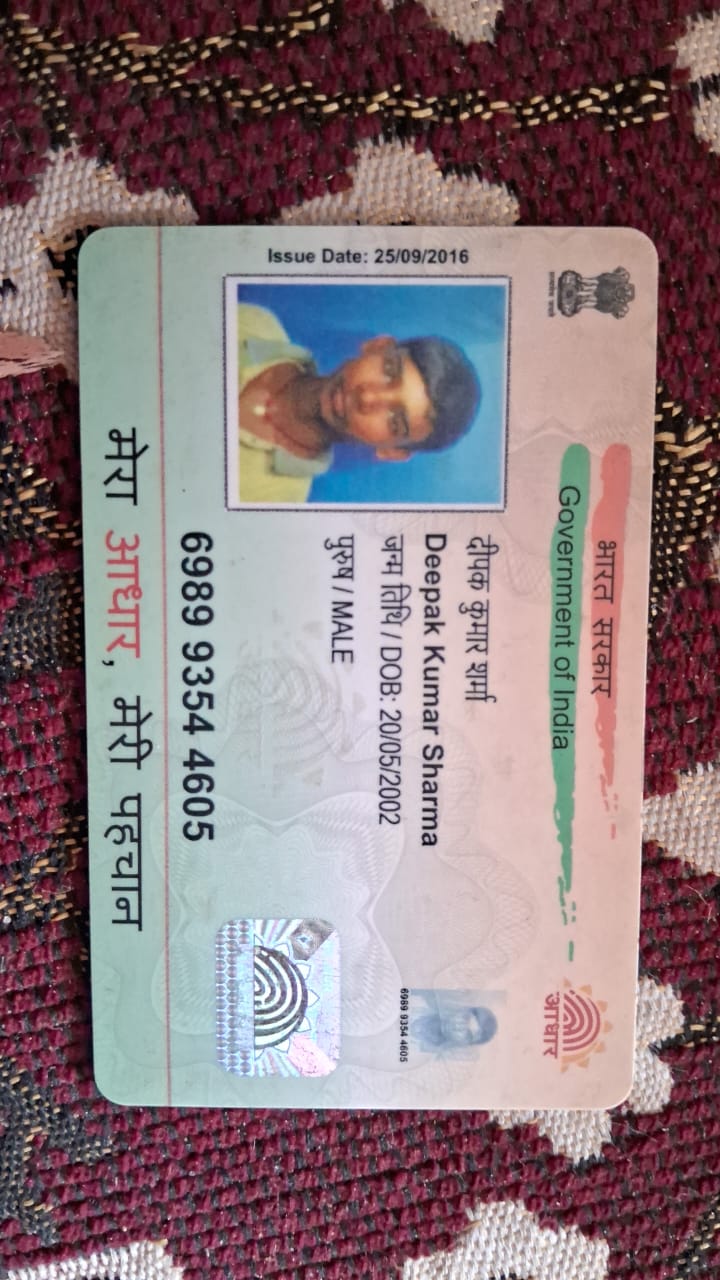 भारत सरकार
Government of India
Issue Date: 25/09/2016
दीपक कुमार शर्मा
Deepak Kumar Sharma
जन्म तिथि / DOB: 20/05/2002
पुरुष / MALE
6989 9354 4605
6989 9354 4605
आधार
मेरा आधार, मेरी पहचान